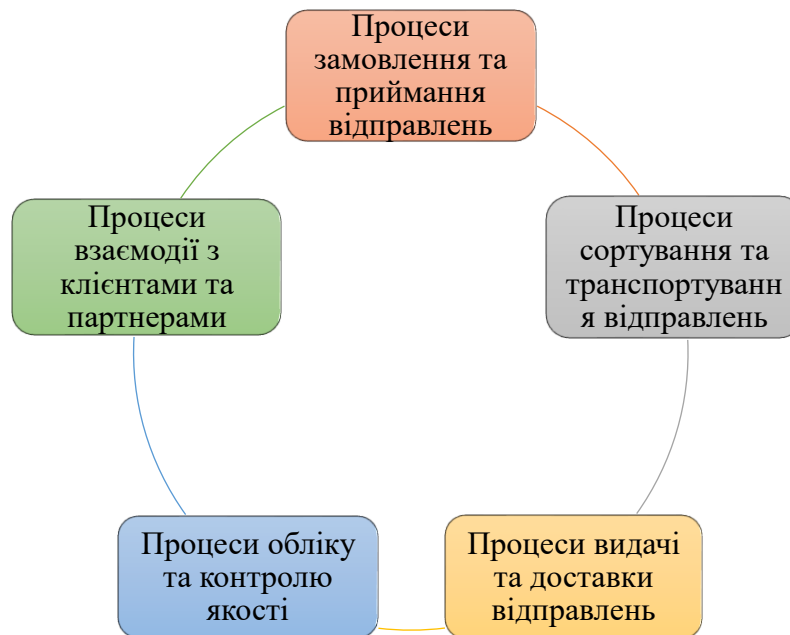 Процеси
замовлення та
приймання
відправлень
Процеси
сортування та
транспортуванн
я відправлень
Процеси видачі
та доставки
відправлень
Процеси обліку
та контролю
якості
Процеси
взаємодії з
клієнтами та
партнерами